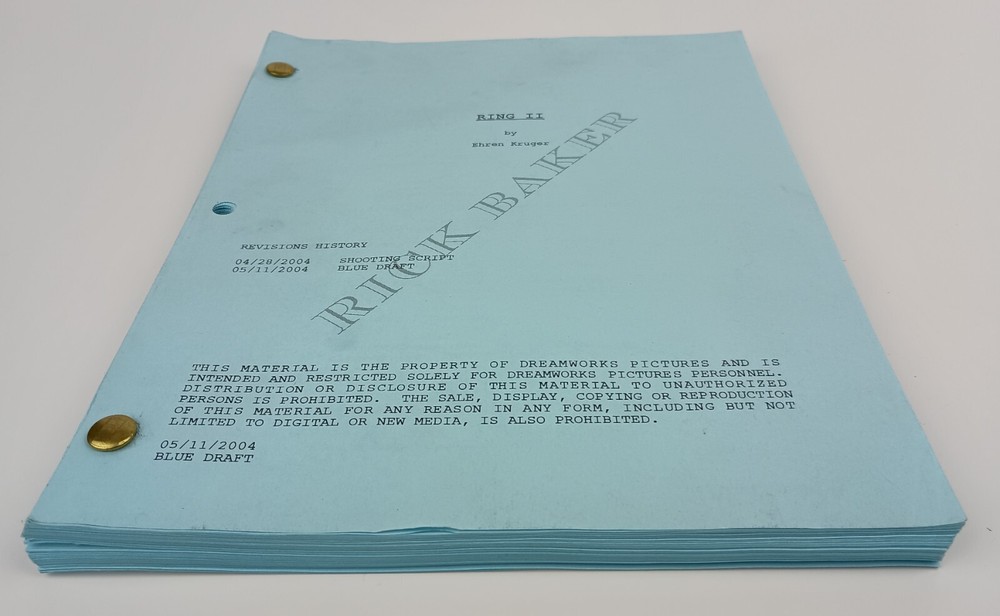 RING II
by
Ehren Kruger
RICK BAKER
REVISIONS HISTORY
04/28/2004 SHOOTING SCRIPT
05/11/2004 BLUE DRAFT
THIS MATERIAL IS THE PROPERTY OF DREAMWORKS PICTURES AND IS
INTENDED AND RESTRICTED SOLELY FOR DREAMWORKS PICTURES PERSONNEL.
DISTRIBUTION OR DISCLOSURE OF THIS MATERIAL TO UNAUTHORIZED
PERSONS IS PROHIBITED. THE SALE, DISPLAY, COPYING OR REPRODUCTION
OF THIS MATERIAL FOR ANY REASON IN ANY FORM, INCLUDING BUT NOT
LIMITED TO DIGITAL OR NEW MEDIA, IS ALSO PROHIBITED.
05/11/2004
BLUE DRAFT